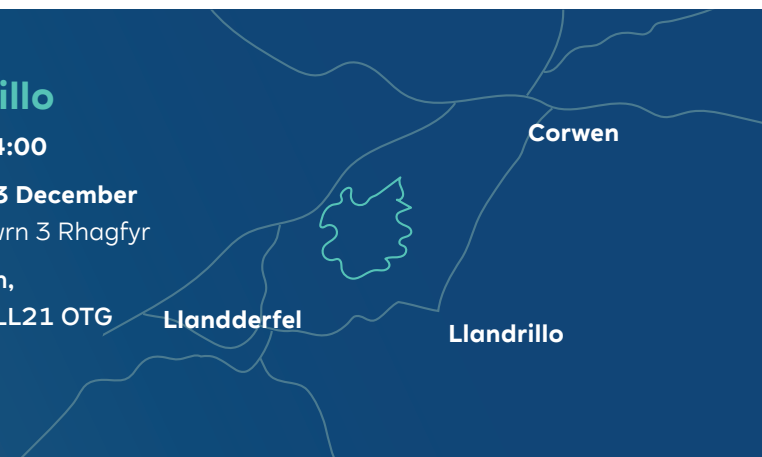 illo
4:00
3 December
wrn 3 Rhagfyr
n,
LL21 0TG
Corwen
Llandderfel
Llandrillo